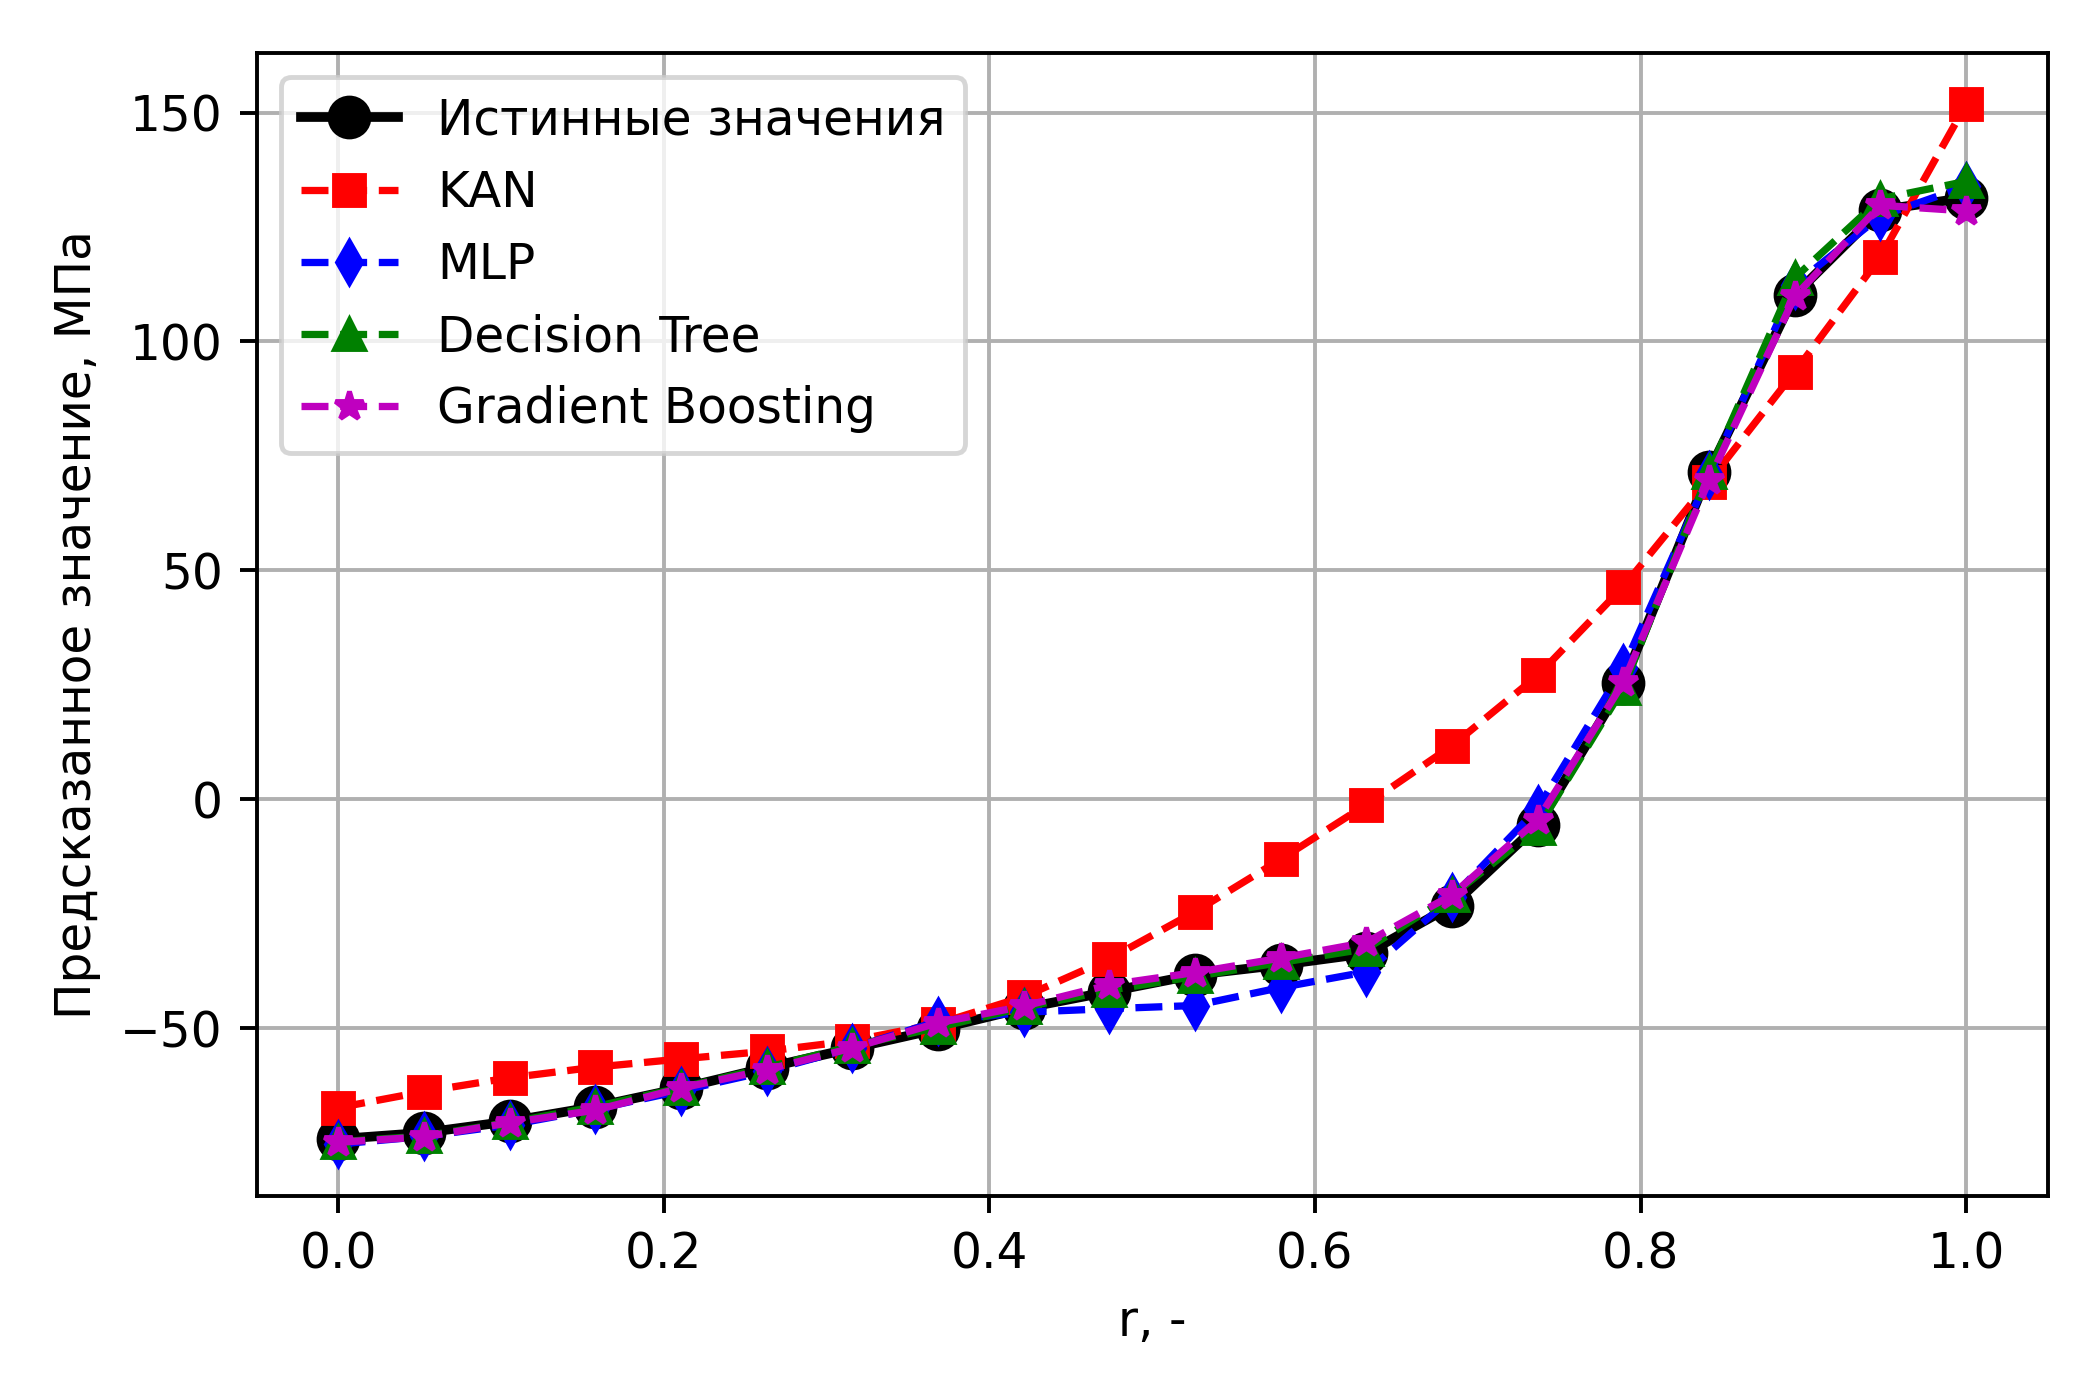 Предсказанное значение, МПа
150
100
50
0
−50
Истинные значения
KAN
MLP
Decision Tree
Gradient Boosting
0.0 0.2 0.4 0.6 0.8 1.0
r, -